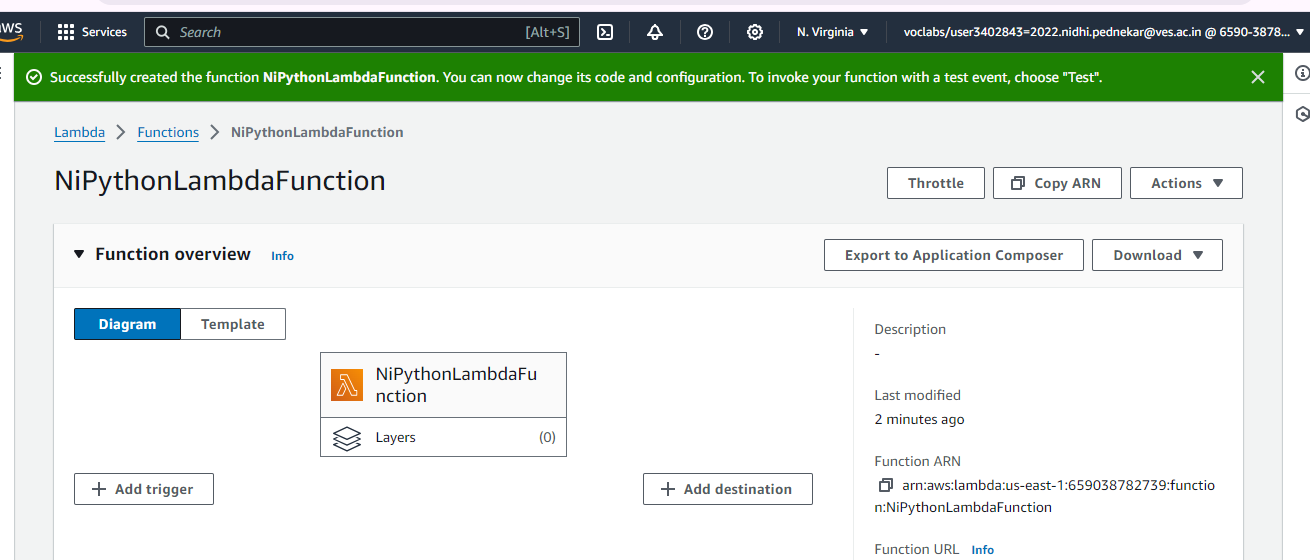 aws
Services
Search
[Alt+S]
N. Virginia
voclabs/user3402843=2022.nidhi.pednekar@ves.ac.in @ 6590-3878...
Successfully created the function NiPythonLambdaFunction. You can now change its code and configuration. To invoke your function with a test event, choose "Test".
Lambda
Functions
NiPythonLambdaFunction
NiPythonLambdaFunction
Throttle
Copy ARN
Actions
Function overview
Info
Export to Application Composer
Download
Diagram
Template
NiPythonLambdaFu
nction
Layers
(0)
Add trigger
Add destination
Description
-
Last modified
2 minutes ago
Function ARN
arn:aws:lambda:us-east-1:659038782739:functio
n:NiPythonLambdaFunction
Function URL
Info